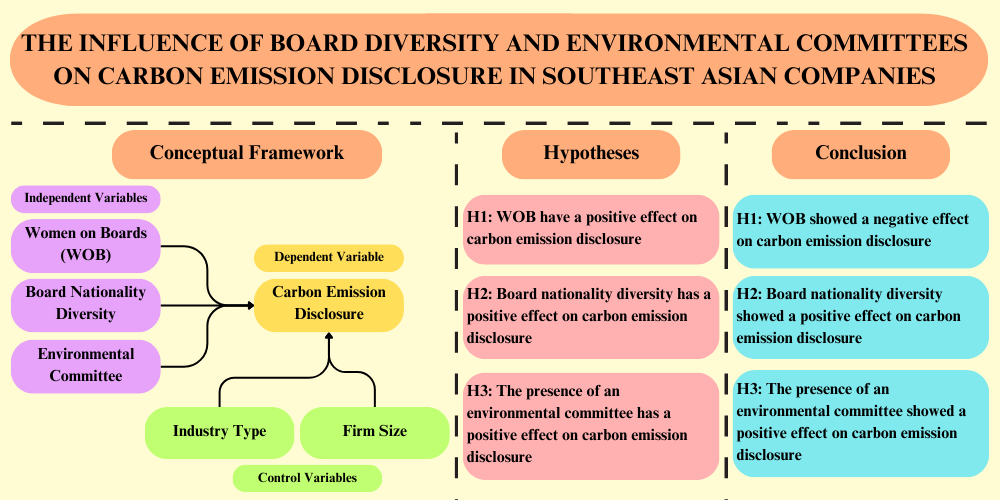 THE INFLUENCE OF BOARD DIVERSITY AND ENVIRONMENTAL COMMITTEES
ON CARBON EMISSION DISCLOSURE IN SOUTHEAST ASIAN COMPANIES
Conceptual Framework
Independent Variables
Women on Boards
(WOB)
Board Nationality
Diversity
Environmental
Committee
Dependent Variable
Carbon Emission
Disclosure
Industry Type
Firm Size
Control Variables
Hypotheses
H1: WOB have a positive effect on
carbon emission disclosure
H2: Board nationality diversity has a
positive effect on carbon emission
disclosure
H3: The presence of an
environmental committee has a
positive effect on carbon emission
disclosure
Conclusion
H1: WOB showed a negative effect
on carbon emission disclosure
H2: Board nationality diversity
showed a positive effect on carbon
emission disclosure
H3: The presence of an
environmental committee showed a
positive effect on carbon emission
disclosure